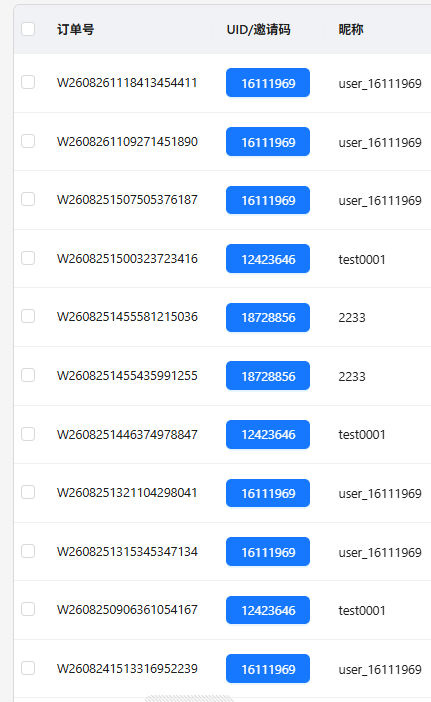 订单号 UID/邀请码 昵称
W2608261118413454411 16111969 user_16111969
W2608261109271451890 16111969 user_16111969
W2608251507505376187 16111969 user_16111969
W2608251500323723416 12423646 test0001
W2608251455581215036 18728856 2233
W2608251455435991255 18728856 2233
W2608251446374978847 12423646 test0001
W2608251321104298041 16111969 user_16111969
W2608251315345347134 16111969 user_16111969
W2608250906361054167 12423646 test0001
W2608241513316952239 16111969 user_16111969